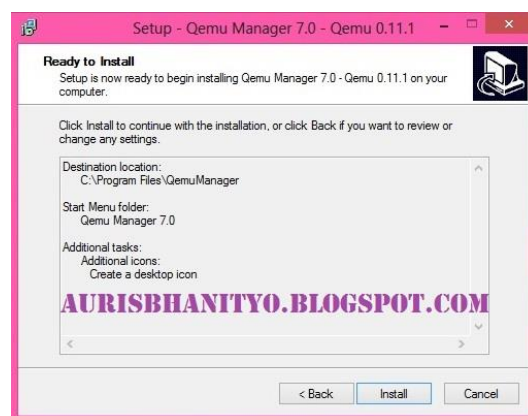 Setup - Qemu Manager 7.0 - Qemu 0.11.1
Ready to Install
Setup is now ready to begin installing Qemu Manager 7.0 - Qemu 0.11.1 on your
computer.
Click Install to continue with the installation, or click Back if you want to review or
change any settings.
Destination location:
C:\Program Files\QemuManager
Start Menu folder:
Qemu Manager 7.0
Additional tasks:
Additional icons:
Create a desktop icon
AURISBHANITYO.BLOGSPOT.COM
< Back
Install
Cancel